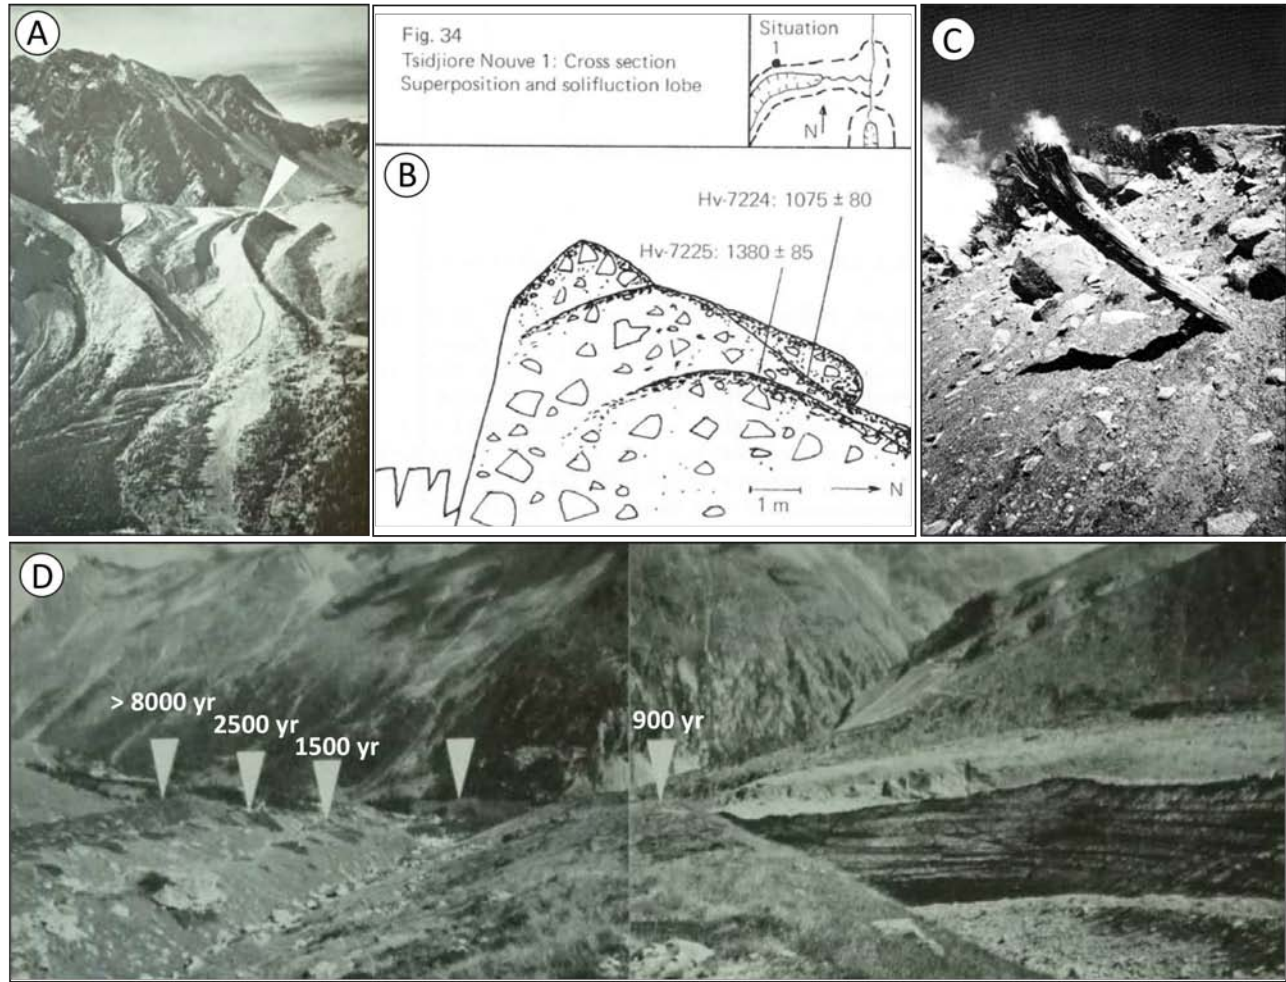 A
Fig. 34
Tsidjiore Nouve 1: Cross section
Superposition and solifluction lobe
Situation
1
N
B
Hv-7224: 1075 ± 80
Hv-7225: 1380 ± 85
1 m
N
C
D
> 8000 yr
2500 yr
1500 yr
900 yr